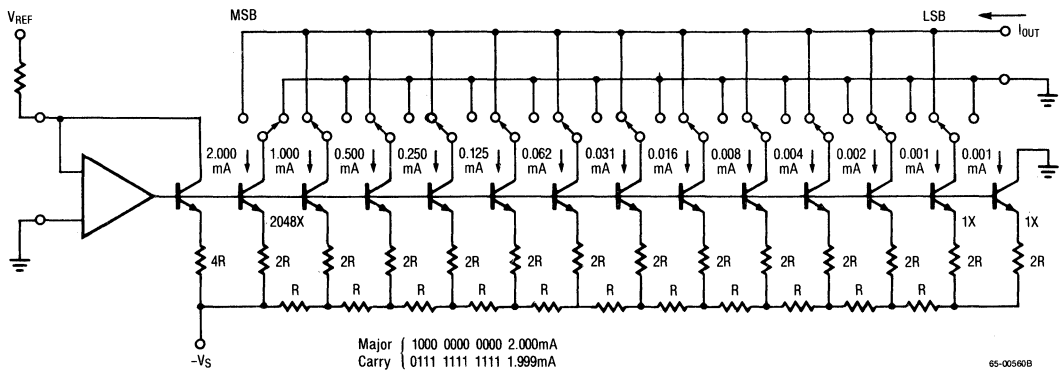 V_REF
MSB
LSB
I_OUT
2.000 mA
1.000 mA
0.500 mA
0.250 mA
0.125 mA
0.062 mA
0.031 mA
0.016 mA
0.008 mA
0.004 mA
0.002 mA
0.001 mA
0.001 mA
2048X
1X
1X
4R
2R
2R
2R
2R
2R
2R
2R
2R
2R
2R
2R
2R
2R
R
R
R
R
R
R
R
R
R
R
R
-V_S
Major { 1000 0000 0000 2.000mA
Carry { 0111 1111 1111 1.999mA
65-00560B